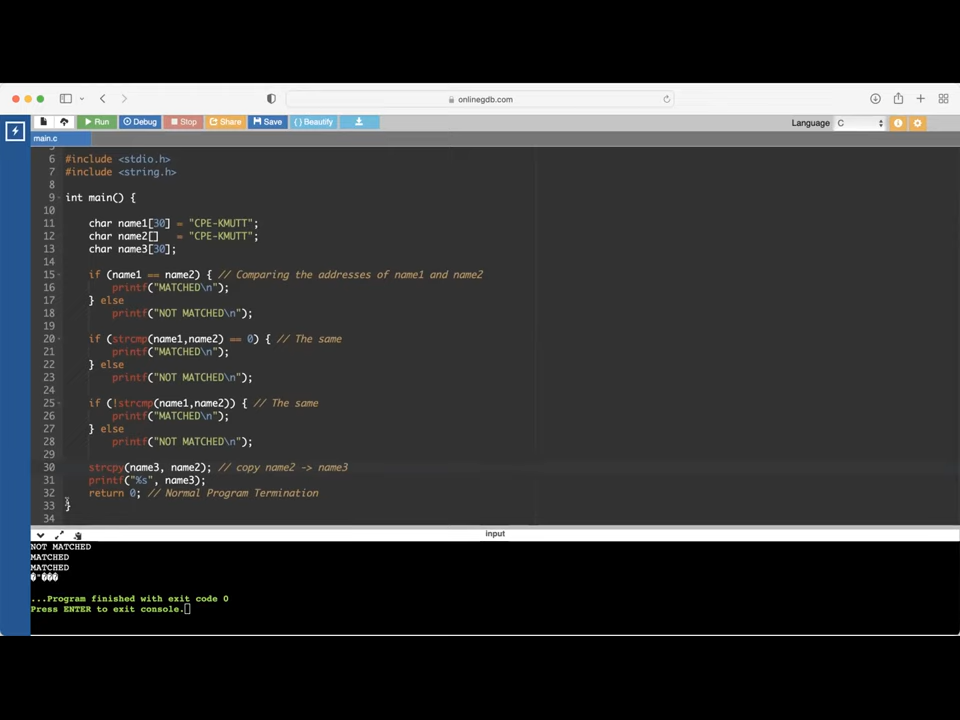 onlinegdb.com
Run Debug Stop Share Save { } Beautify Language C
main.c
6 #include <stdio.h>
7 #include <string.h>
8
9 int main() {
10
11 char name1[30] = "CPE-KMUTT";
12 char name2[] = "CPE-KMUTT";
13 char name3[30];
14
15 if (name1 == name2) { // Comparing the addresses of name1 and name2
16 printf("MATCHED\n");
17 } else
18 printf("NOT MATCHED\n");
19
20 if (strcmp(name1,name2) == 0) { // The same
21 printf("MATCHED\n");
22 } else
23 printf("NOT MATCHED\n");
24
25 if (!strcmp(name1,name2)) { // The same
26 printf("MATCHED\n");
27 } else
28 printf("NOT MATCHED\n");
29
30 strcpy(name3, name2); // copy name2 -> name3
31 printf("%s", name3);
32 return 0; // Normal Program Termination
33 }
34
input
NOT MATCHED
MATCHED
MATCHED
�"���
...Program finished with exit code 0
Press ENTER to exit console.